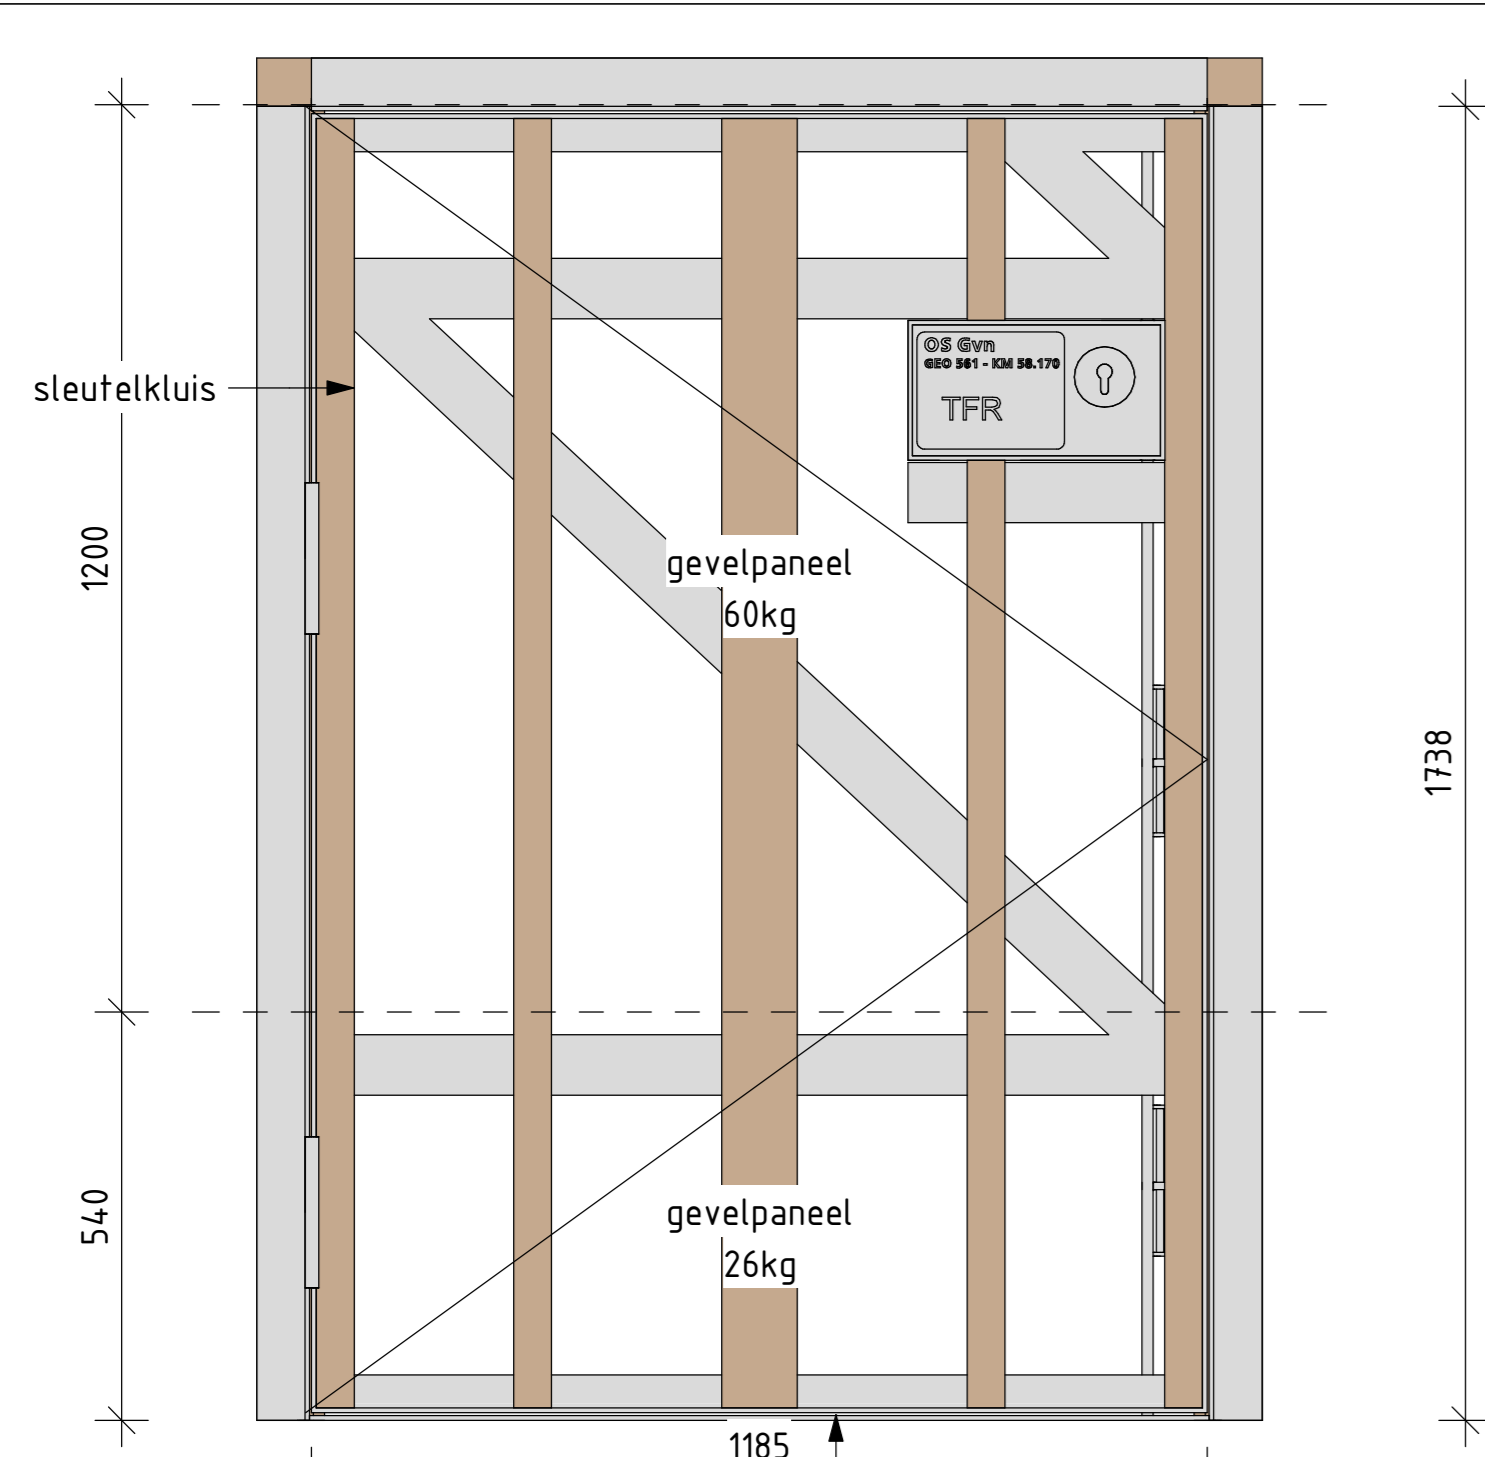 OS Gvn
GEO 561 - KM 58.170
TFR
sleutelkluis
1200
gevelpaneel
60kg
1738
540
gevelpaneel
26kg
1185